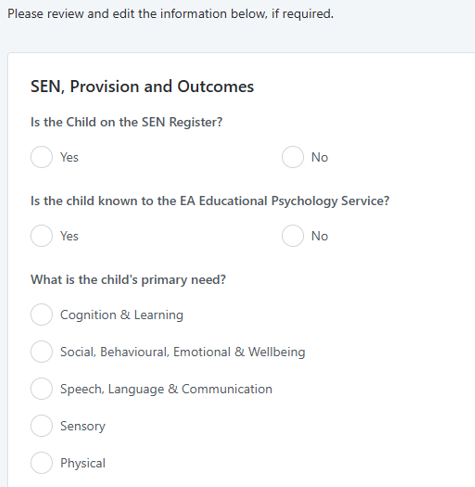 Please review and edit the information below, if required.
SEN, Provision and Outcomes
Is the Child on the SEN Register?
Yes No
Is the child known to the EA Educational Psychology Service?
Yes No
What is the child's primary need?
Cognition & Learning
Social, Behavioural, Emotional & Wellbeing
Speech, Language & Communication
Sensory
Physical